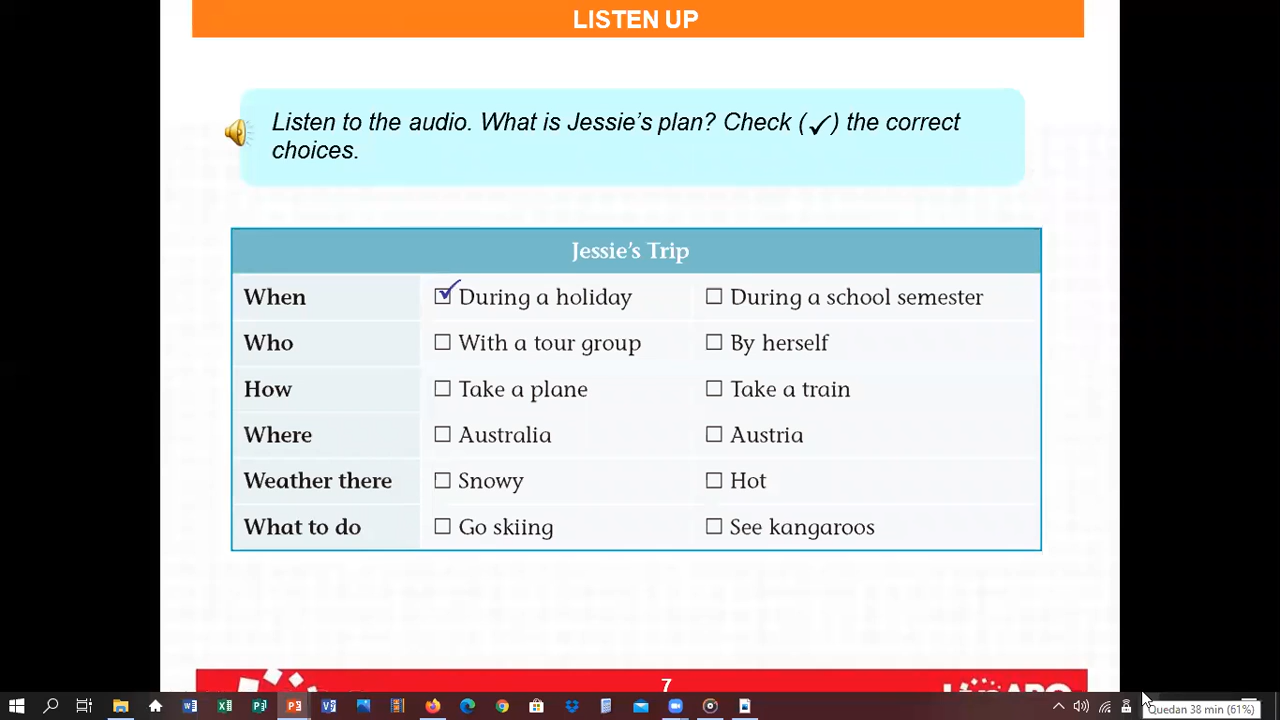 LISTEN UP
Listen to the audio. What is Jessie's plan? Check (✓) the correct
choices.
Jessie's Trip
When ☑ During a holiday ☐ During a school semester
Who ☐ With a tour group ☐ By herself
How ☐ Take a plane ☐ Take a train
Where ☐ Australia ☐ Austria
Weather there ☐ Snowy ☐ Hot
What to do ☐ Go skiing ☐ See kangaroos
7
Quedan 38 min (61%)